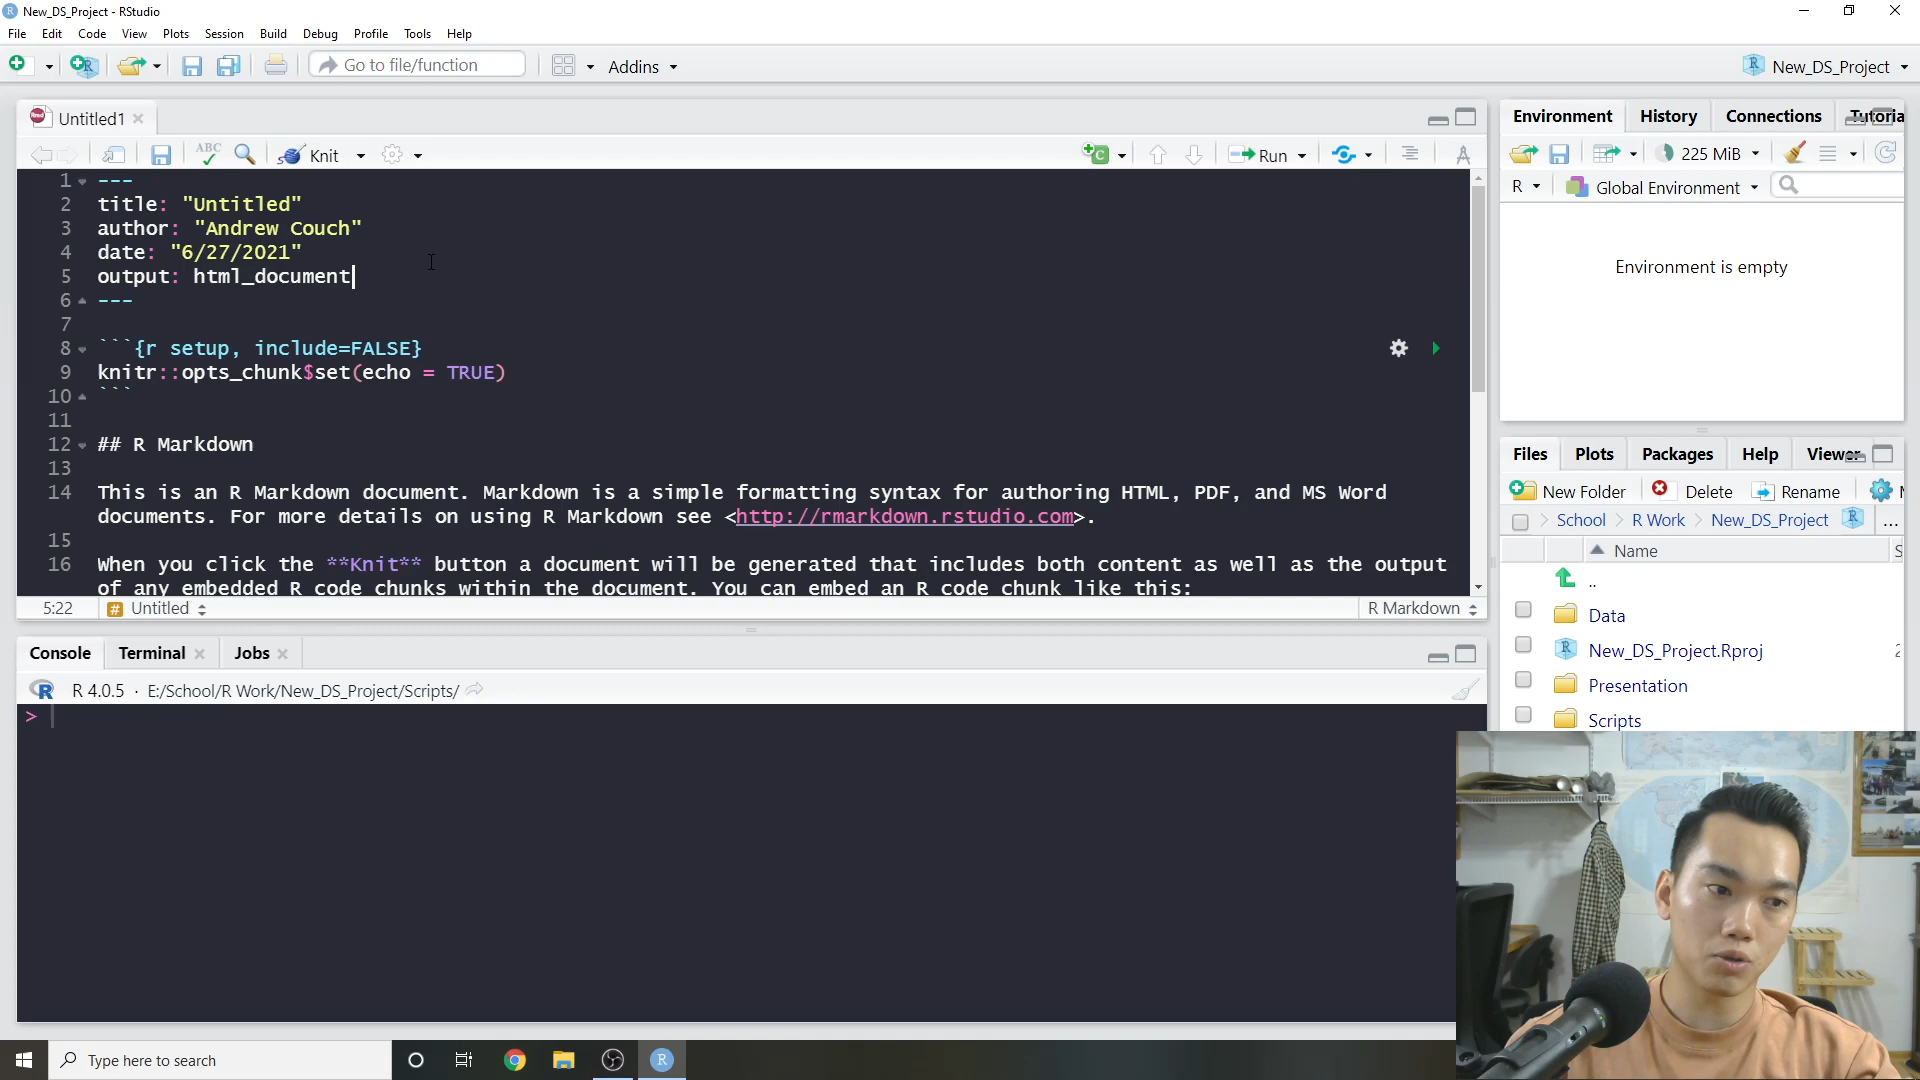 New_DS_Project - RStudio
File Edit Code View Plots Session Build Debug Profile Tools Help
Go to file/function Addins New_DS_Project
Untitled1
ABC Knit Run
1 ---
2 title: "Untitled"
3 author: "Andrew Couch"
4 date: "6/27/2021"
5 output: html_document
6 ---
7
8 ```{r setup, include=FALSE}
9 knitr::opts_chunk$set(echo = TRUE)
10 ```
11
12 ## R Markdown
13
14 This is an R Markdown document. Markdown is a simple formatting syntax for authoring HTML, PDF, and MS Word
documents. For more details on using R Markdown see <http://rmarkdown.rstudio.com>.
15
16 When you click the **Knit** button a document will be generated that includes both content as well as the output
of any embedded R code chunks within the document. You can embed an R code chunk like this:
5:22 # Untitled R Markdown
Console Terminal Jobs
R 4.0.5 · E:/School/R Work/New_DS_Project/Scripts/
>
Environment History Connections Tutoria
225 MiB
R Global Environment
Environment is empty
Files Plots Packages Help Viewer
New Folder Delete Rename
School R Work New_DS_Project ...
Name S
..
Data
New_DS_Project.Rproj 2
Presentation
Scripts
Type here to search